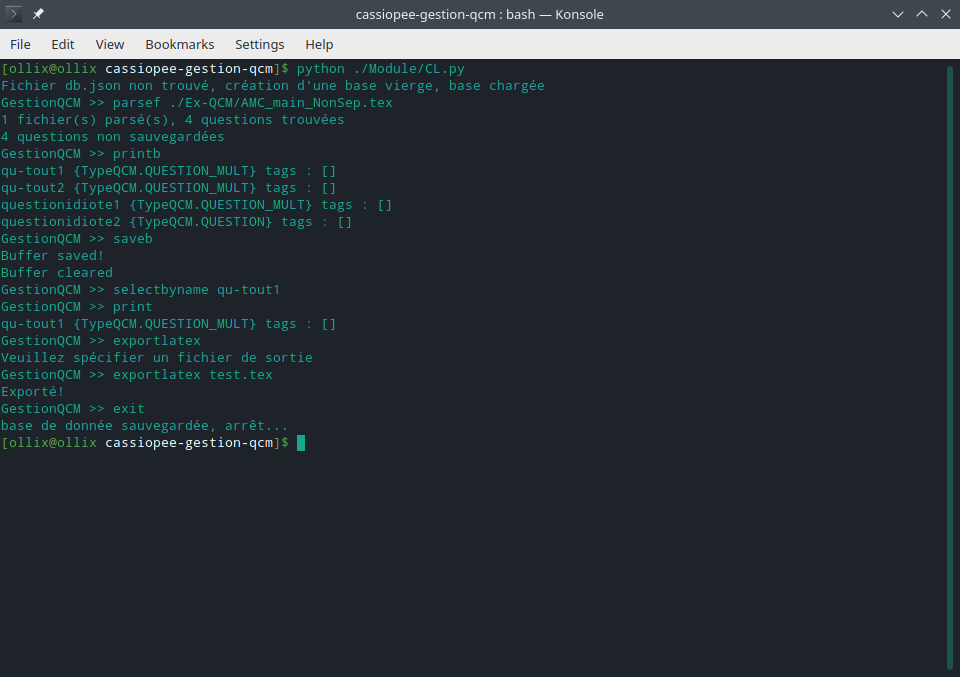 cassiopee-gestion-qcm : bash — Konsole
File Edit View Bookmarks Settings Help
[ollix@ollix cassiopee-gestion-qcm]$ python ./Module/CL.py
Fichier db.json non trouvé, création d'une base vierge, base chargée
GestionQCM >> parsef ./Ex-QCM/AMC_main_NonSep.tex
1 fichier(s) parsé(s), 4 questions trouvées
4 questions non sauvegardées
GestionQCM >> printb
qu-tout1 {TypeQCM.QUESTION_MULT} tags : []
qu-tout2 {TypeQCM.QUESTION_MULT} tags : []
questionidiote1 {TypeQCM.QUESTION_MULT} tags : []
questionidiote2 {TypeQCM.QUESTION} tags : []
GestionQCM >> saveb
Buffer saved!
Buffer cleared
GestionQCM >> selectbyname qu-tout1
GestionQCM >> print
qu-tout1 {TypeQCM.QUESTION_MULT} tags : []
GestionQCM >> exportlatex
Veuillez spécifier un fichier de sortie
GestionQCM >> exportlatex test.tex
Exporté!
GestionQCM >> exit
base de donnée sauvegardée, arrêt...
[ollix@ollix cassiopee-gestion-qcm]$